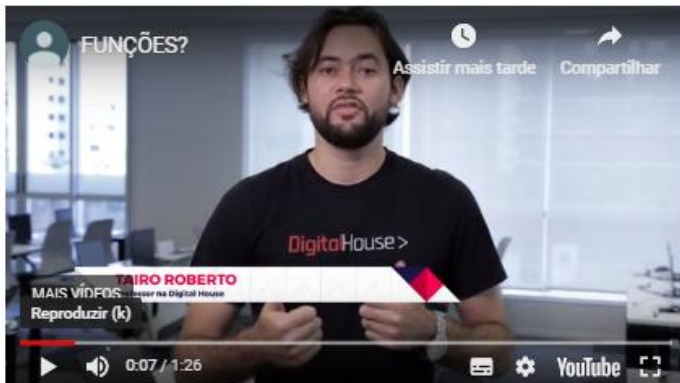 FUNÇÕES?
Assistir mais tarde
Compartilhar
DigitalHouse>
TAIRO ROBERTO
MAIS VÍDEOS
na Digital House
Reproduzir (k)
0:07 / 1:26
YouTube